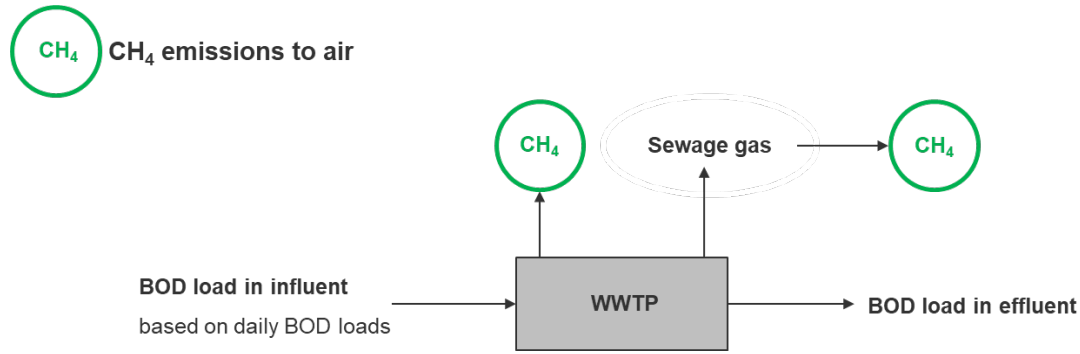 CH₄ CH₄ emissions to air
CH₄ Sewage gas CH₄
BOD load in influent
based on daily BOD loads
WWTP
BOD load in effluent